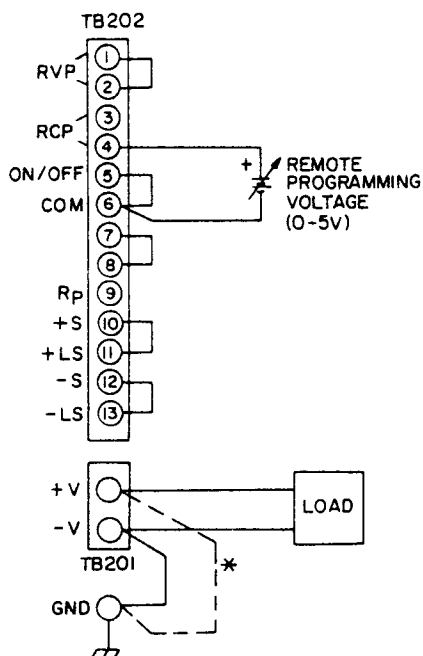 TB202
RVP
1
2
RCP
3
4
ON/OFF 5
COM 6
7
8
RP 9
+S 10
+LS 11
-S 12
-LS 13
+
REMOTE
PROGRAMMING
VOLTAGE
(0-5V)
+V
-V
LOAD
TB201
*
GND